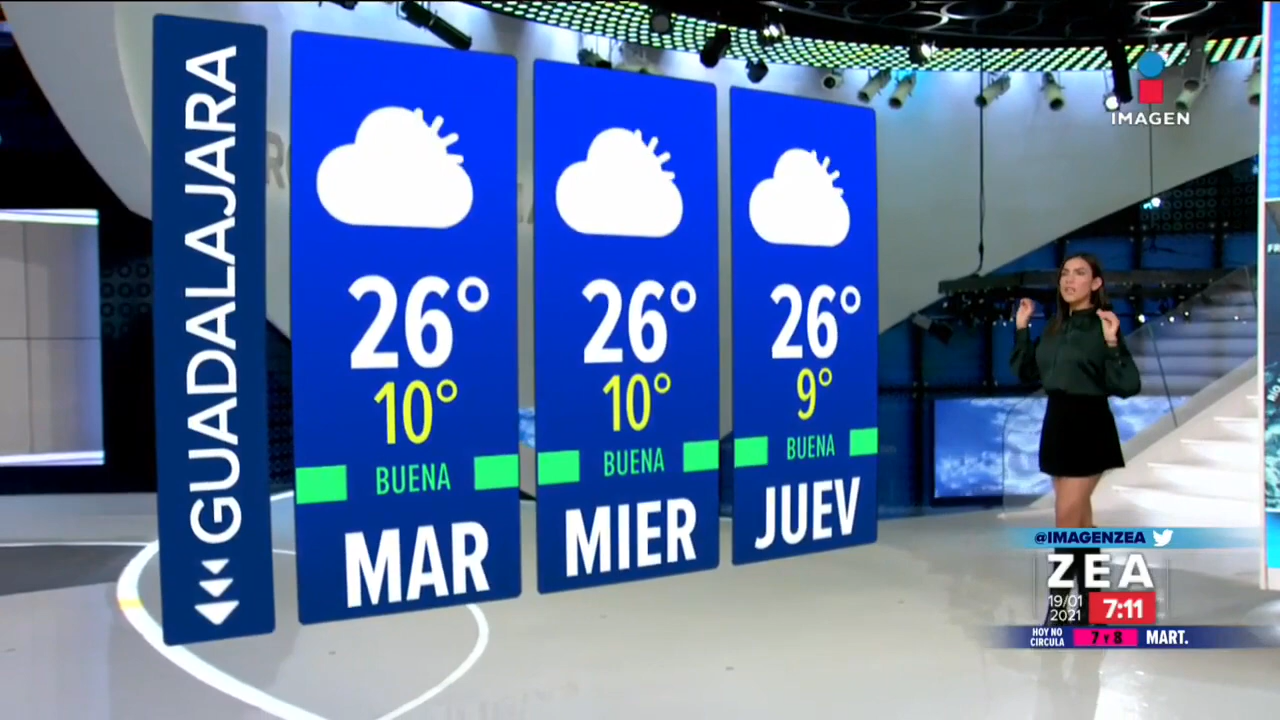 GUADALAJARA
26°
10°
BUENA
MAR
26°
10°
BUENA
MIER
26°
9°
BUENA
JUEV
IMAGEN
@IMAGENZEA
ZEA
19/01
2021
7:11
HOY NO
CIRCULA
7 Y 8
MART.